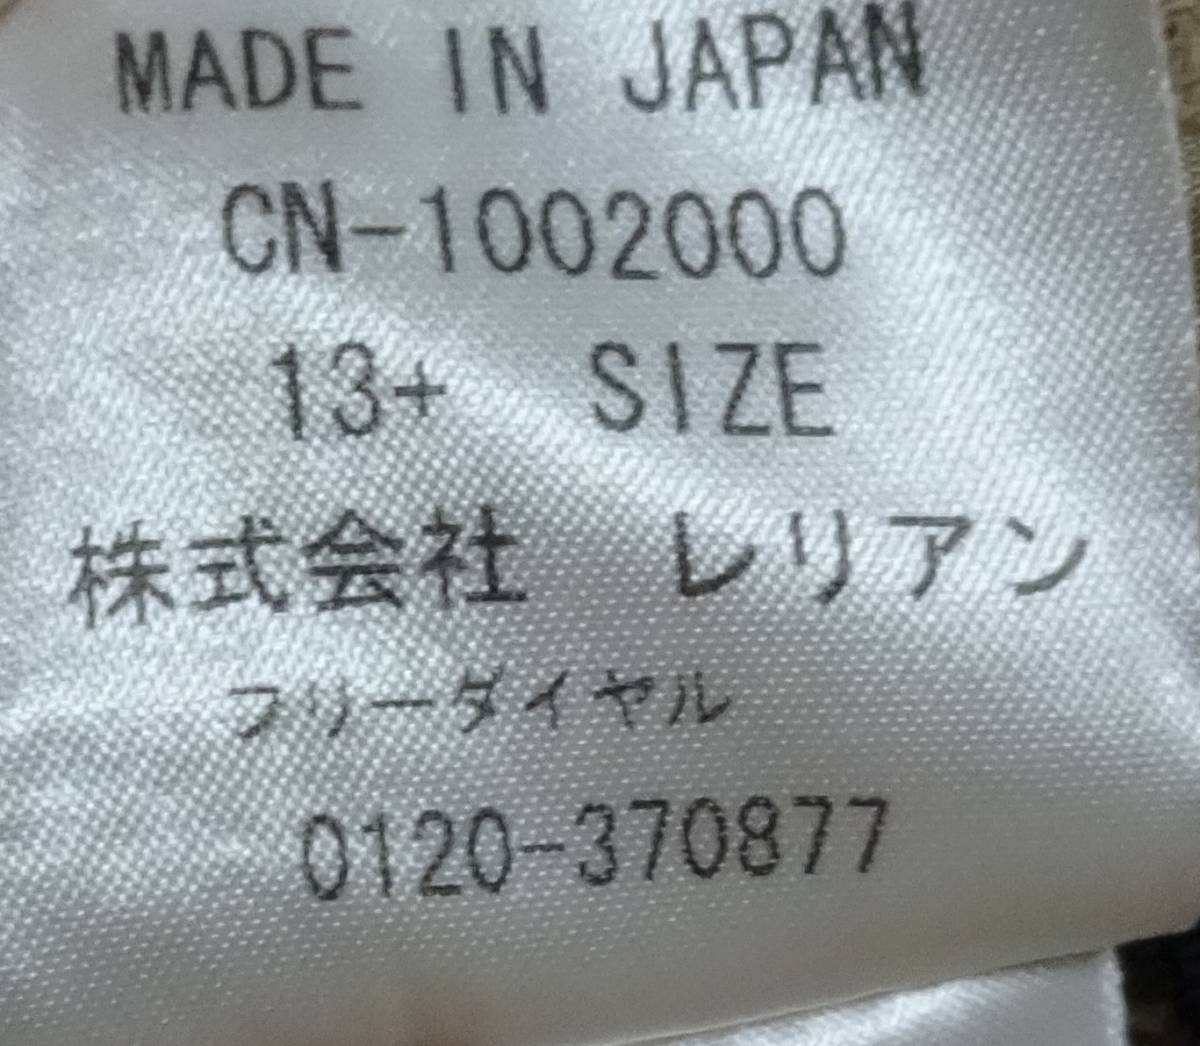 MADE IN JAPAN
CN-1002000
13+ SIZE
株式会社 レリアン
フリーダイヤル
0120-370877